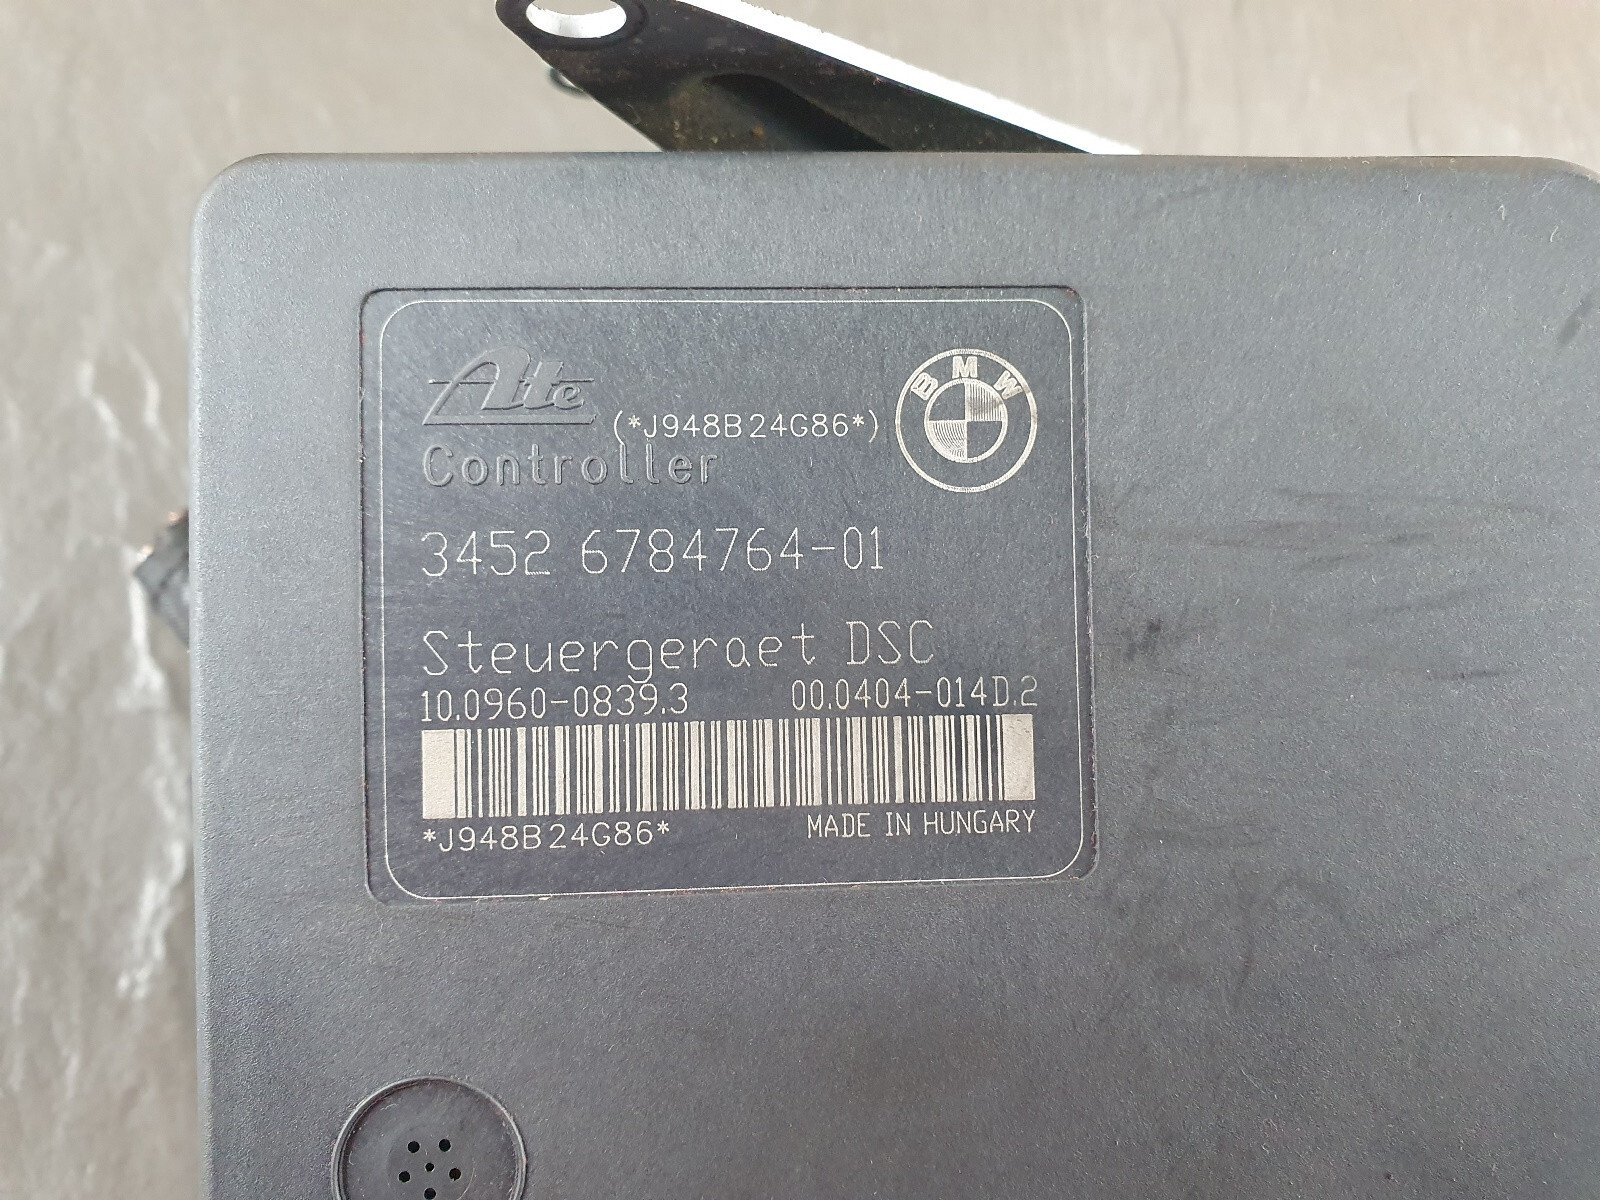 Ate
(*J948B24G86*)
BMW
Controller
3452 6784764-01
Steuergeraet DSC
10.0960-0839.3 00.0404-014D.2
*J948B24G86*
MADE IN HUNGARY